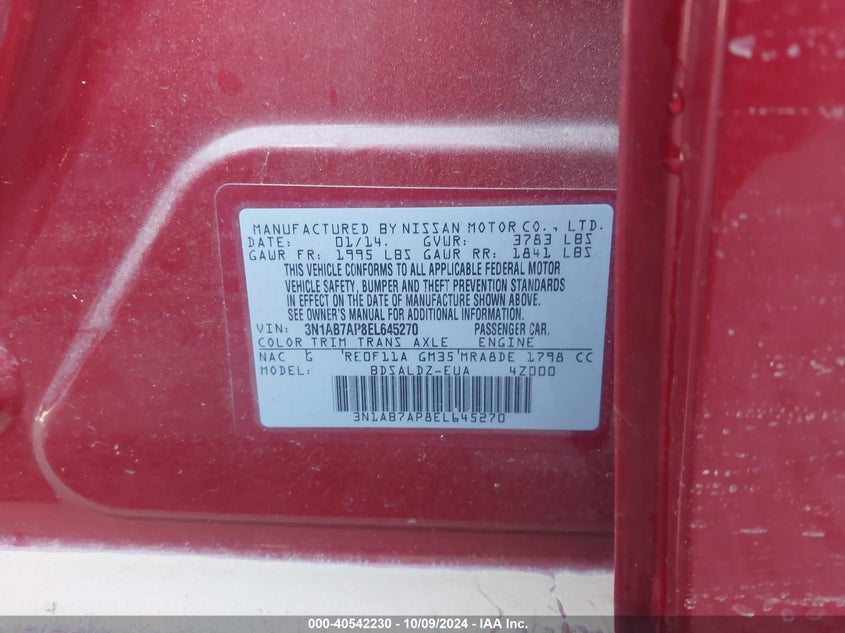 MANUFACTURED BY NISSAN MOTOR CO., LTD.
DATE: 01/14. GVWR: 3783 LBS
GAWR FR: 1995 LBS GAWR RR: 1841 LBS
THIS VEHICLE CONFORMS TO ALL APPLICABLE FEDERAL MOTOR
VEHICLE SAFETY, BUMPER AND THEFT PREVENTION STANDARDS
IN EFFECT ON THE DATE OF MANUFACTURE SHOWN ABOVE.
SEE OWNER'S MANUAL FOR ADDITIONAL INFORMATION.
VIN: 3N1AB7AP8EL645270 PASSENGER CAR.
COLOR TRIM TRANS AXLE ENGINE
NAC G RE0F11A GM35 MRA8DE 1798 CC
MODEL: BDSALDZ-EUA 4Z000
3N1AB7AP8EL645270
000-40542230 - 10/09/2024 - IAA Inc.